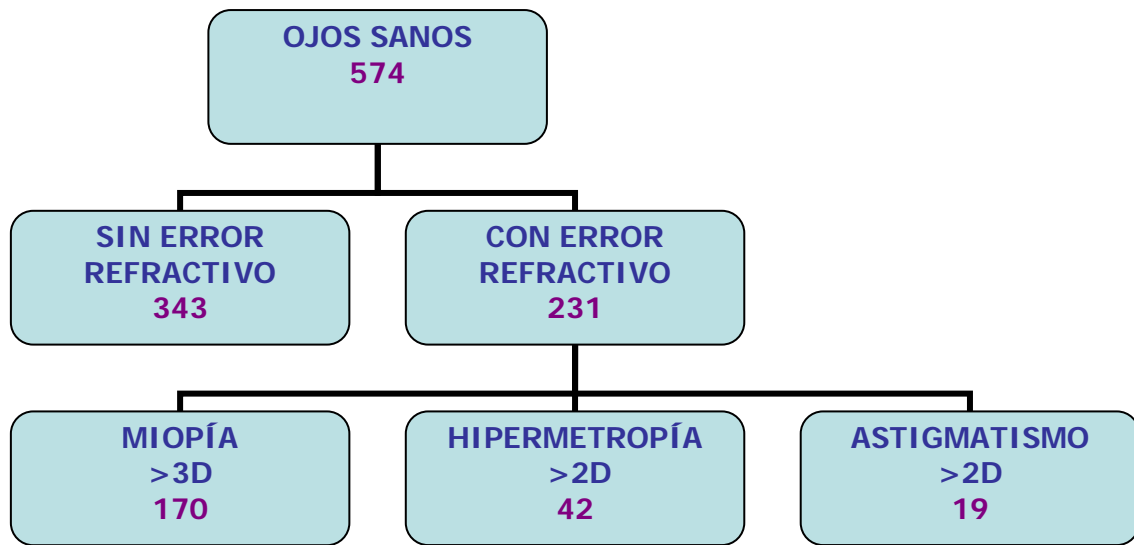 OJOS SANOS
574
SIN ERROR
REFRACTIVO
343
CON ERROR
REFRACTIVO
231
MIOPÍA
>3D
170
HIPERMETROPÍA
>2D
42
ASTIGMATISMO
>2D
19